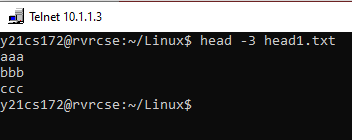 Telnet 10.1.1.3
y21cs172@rvrcse:~/Linux$ head -3 head1.txt
aaa
bbb
ccc
y21cs172@rvrcse:~/Linux$